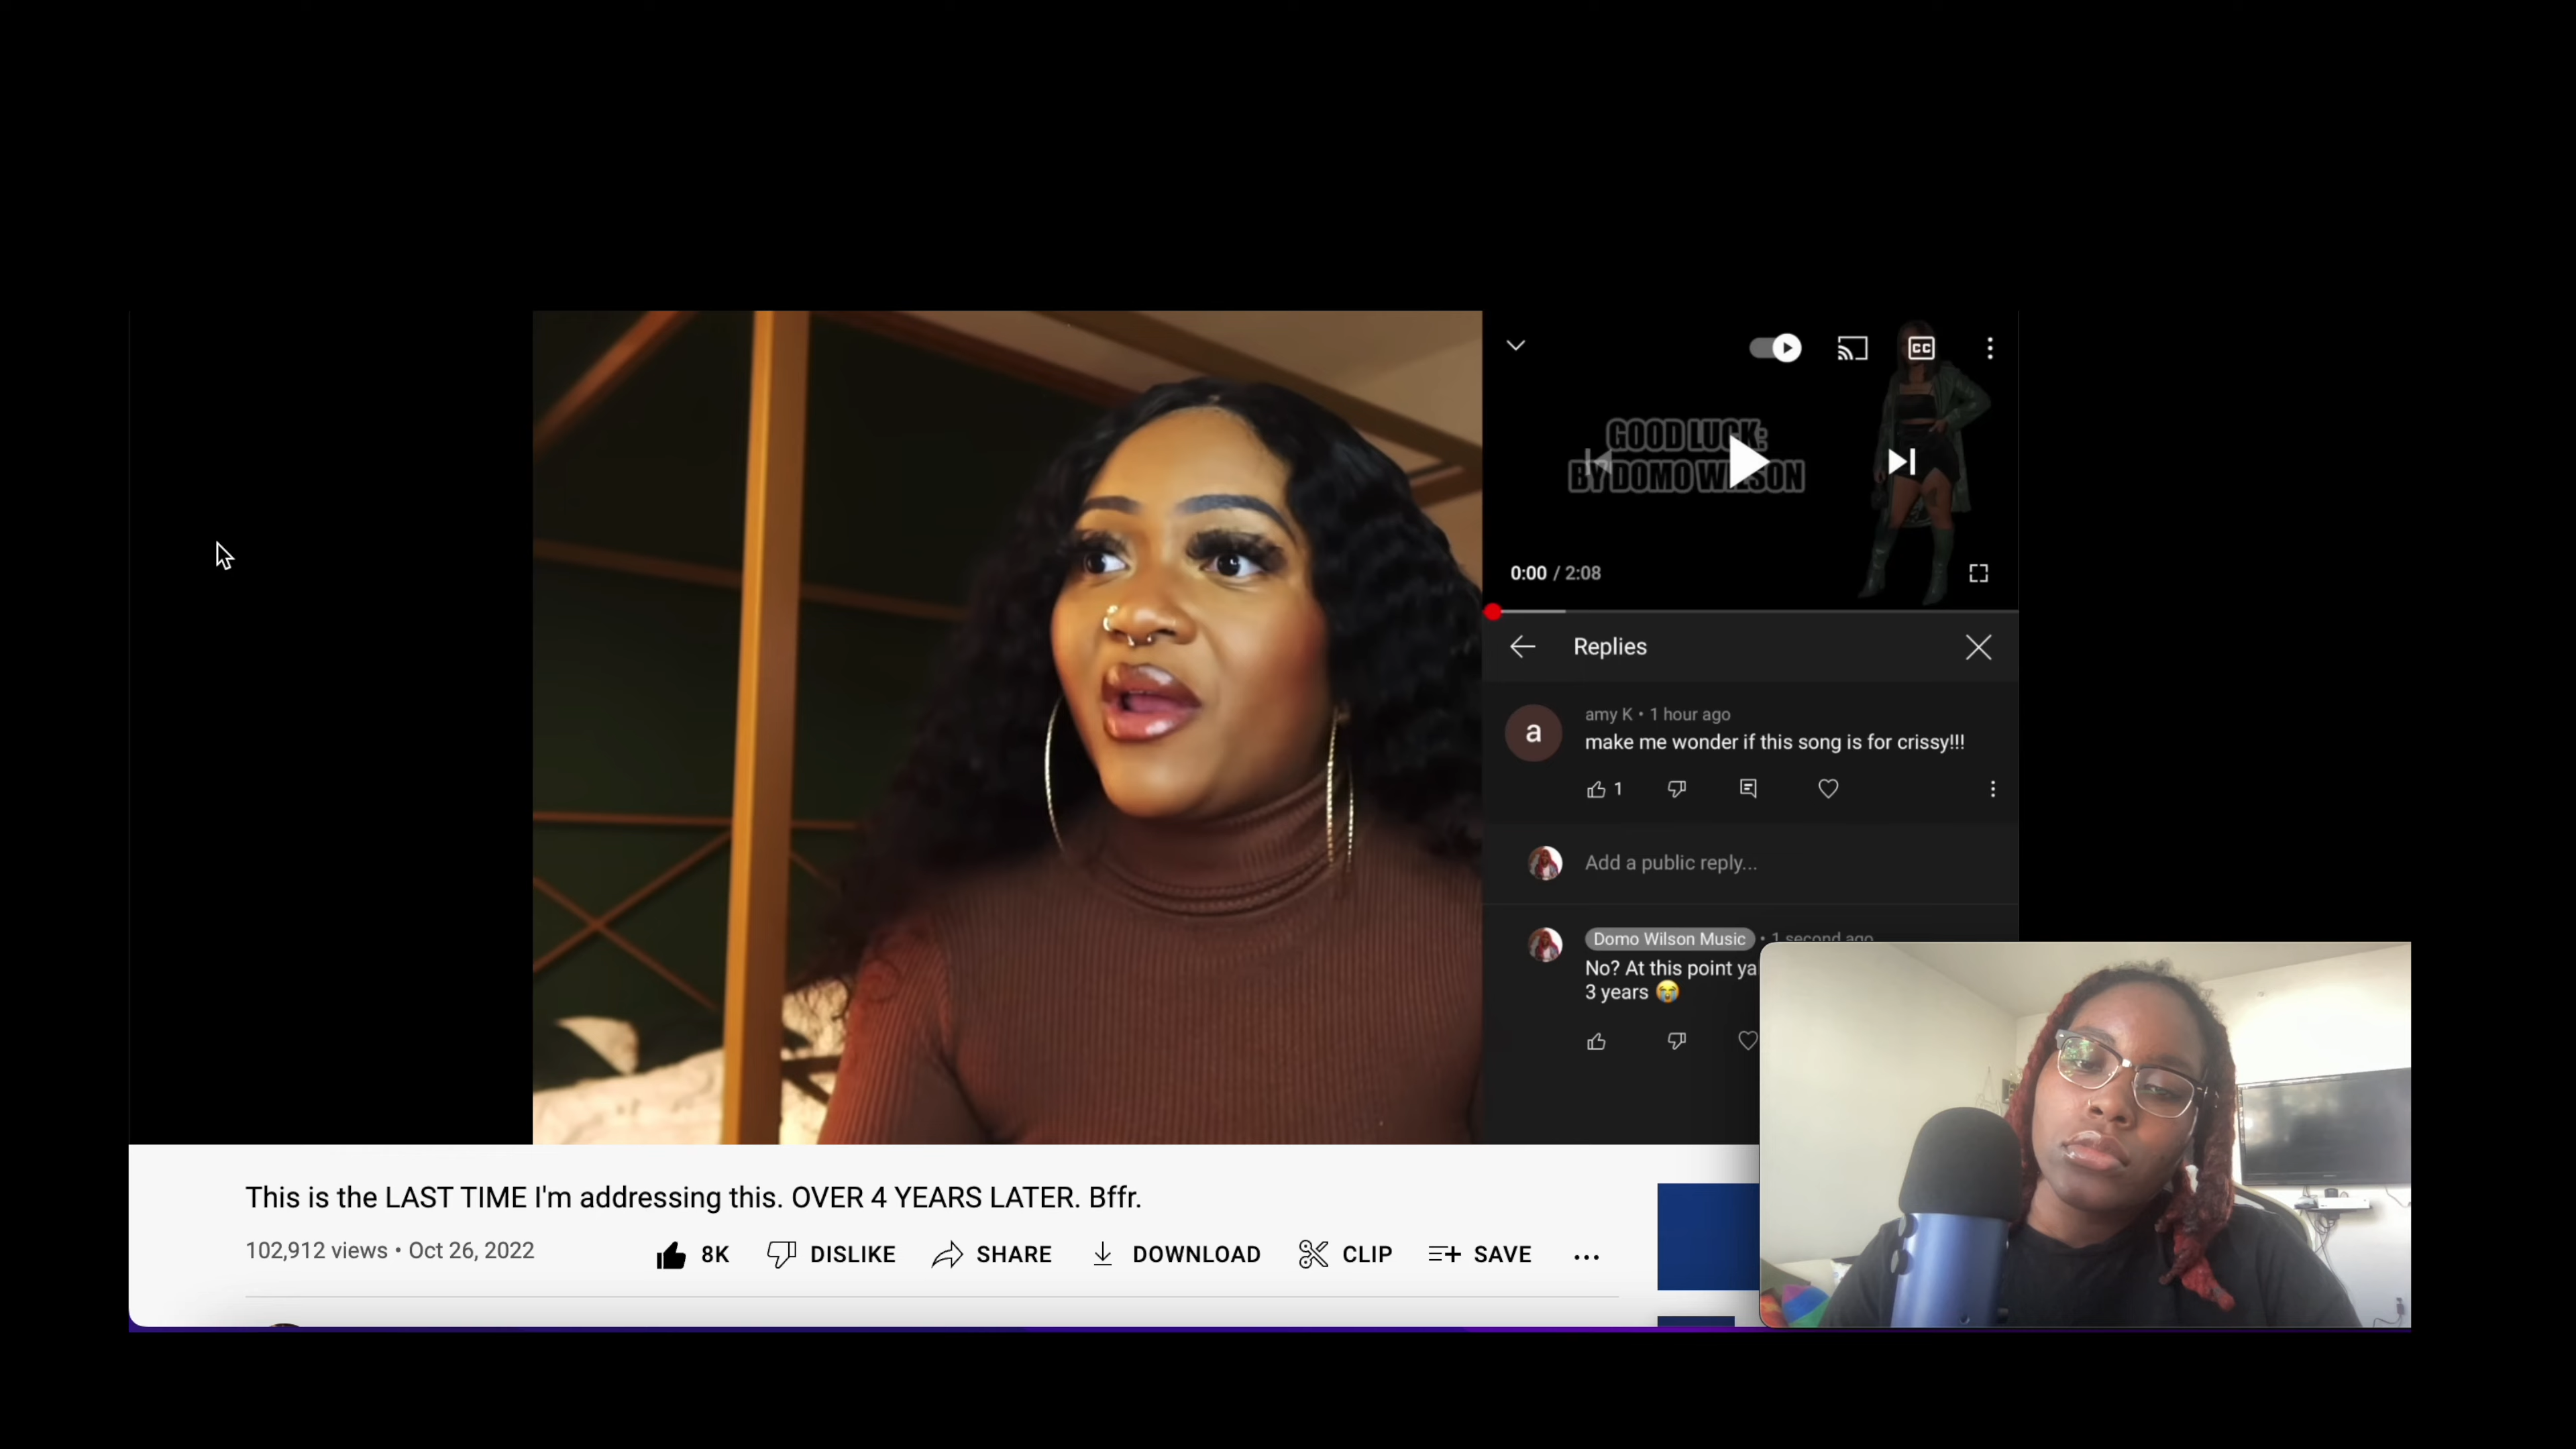 GOOD LUCK:
BY DOMO WILSON
0:00 / 2:08
Replies
a
amy K • 1 hour ago
make me wonder if this song is for crissy!!!
1
Add a public reply...
Domo Wilson Music • 1 second ago
No? At this point ya
3 years 😭
This is the LAST TIME I'm addressing this. OVER 4 YEARS LATER. Bffr.
102,912 views • Oct 26, 2022
8K DISLIKE SHARE DOWNLOAD CLIP SAVE